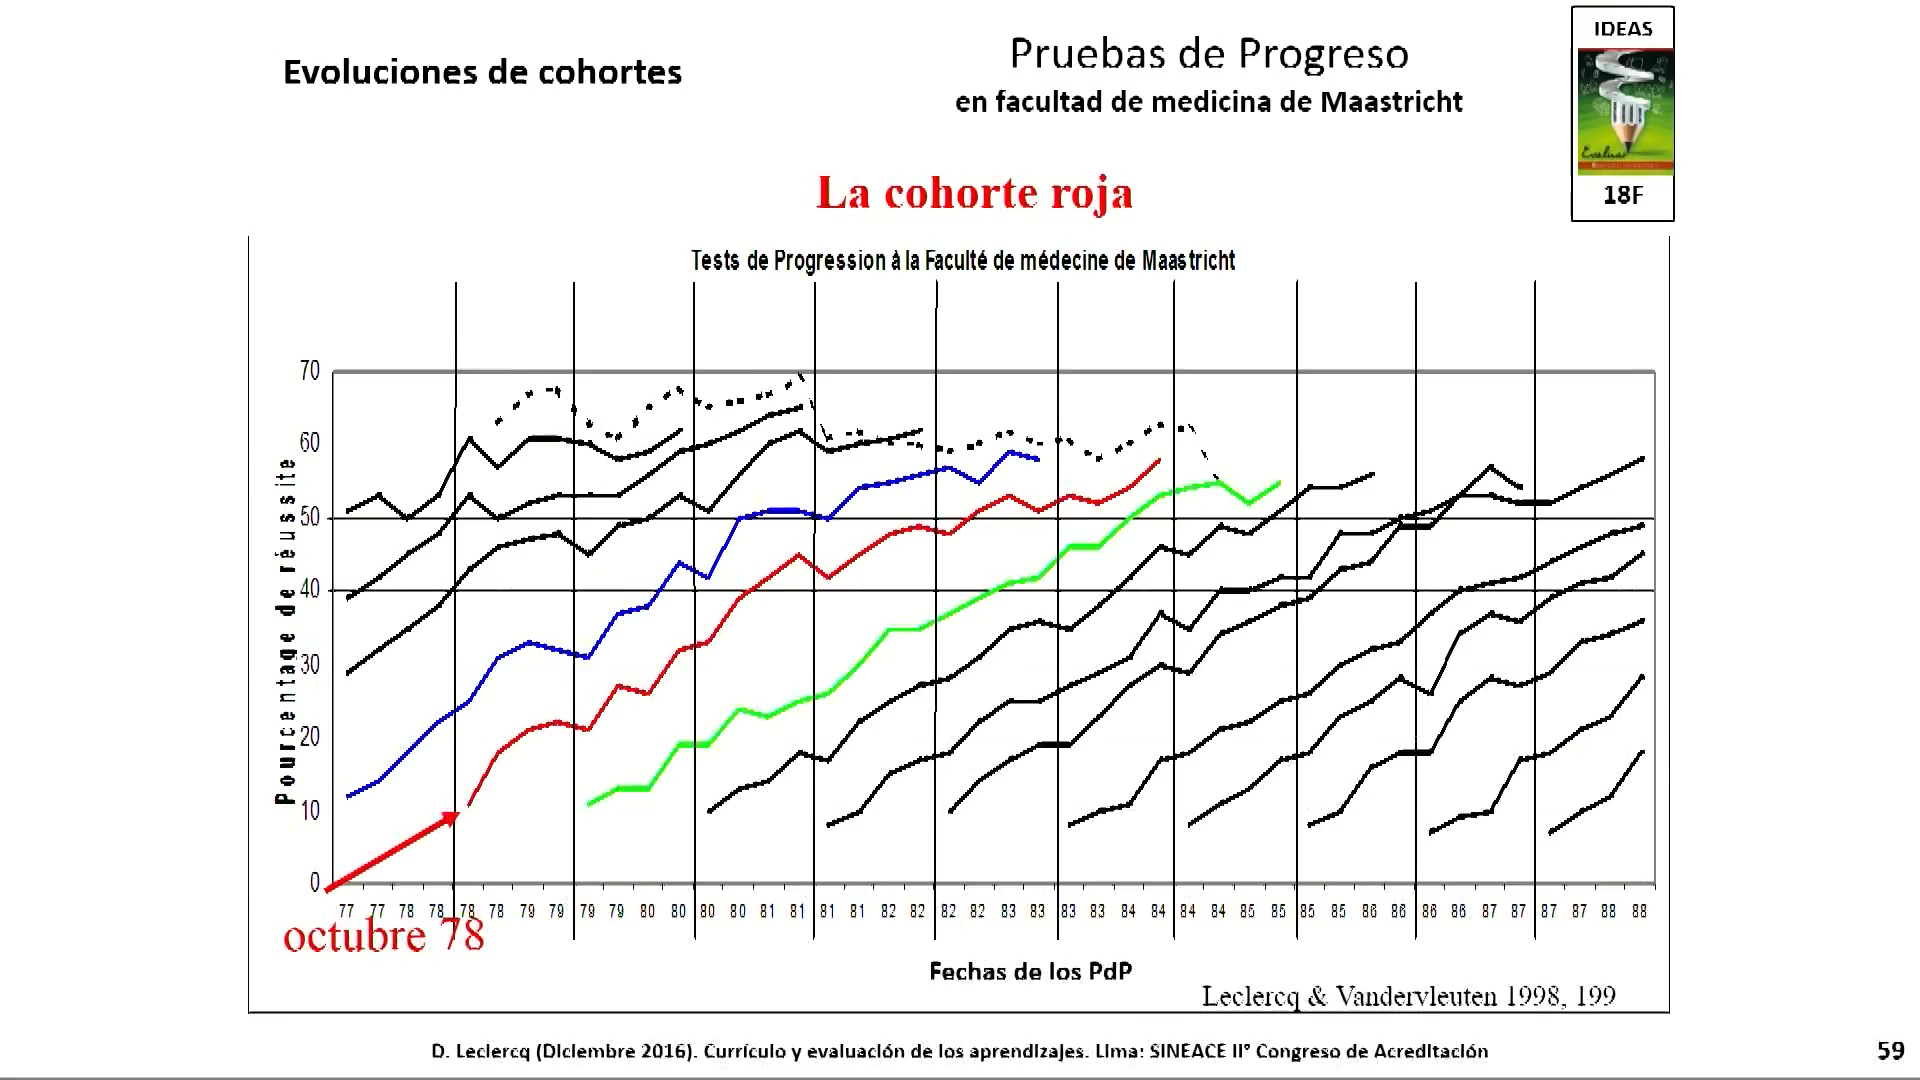 Evoluciones de cohortes
Pruebas de Progreso
en facultad de medicina de Maastricht
IDEAS
Evaluar
18F
La cohorte roja
Tests de Progression à la Faculté de médecine de Maastricht
Pourcentage de réussite
70
60
50
40
30
20
10
0
77 77 78 78 78 78 79 79 79 79 80 80 80 80 81 81 81 81 82 82 82 82 83 83 83 83 84 84 84 84 85 85 85 85 86 86 86 86 87 87 87 87 88 88
octubre 78
Fechas de los PdP
Leclercq & Vandervleuten 1998, 199
D. Leclercq (Diciembre 2016). Currículo y evaluación de los aprendizajes. Lima: SINEACE II° Congreso de Acreditación
59